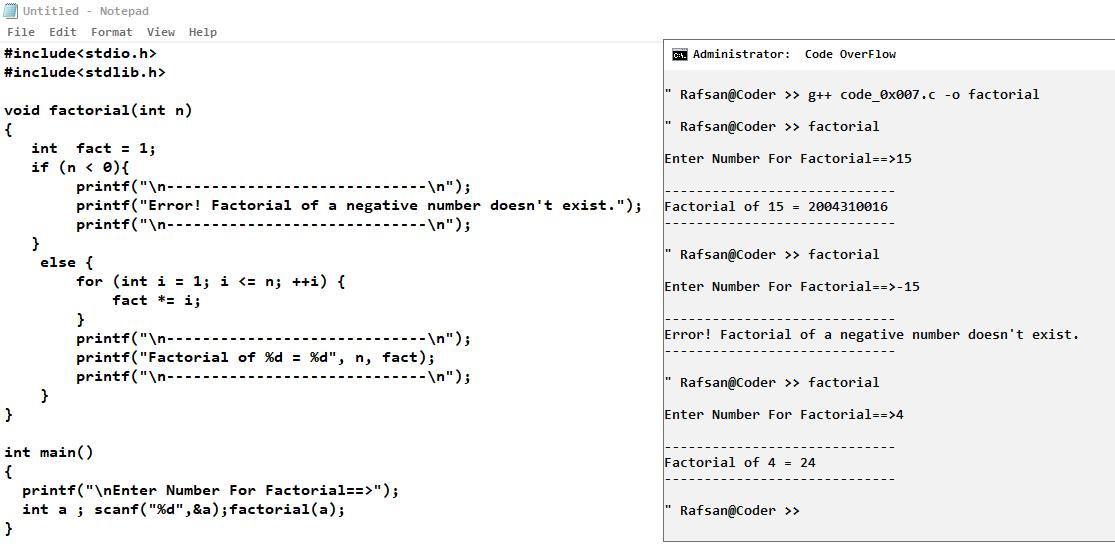 Untitled - Notepad
File Edit Format View Help
#include<stdio.h>
#include<stdlib.h>
void factorial(int n)
{
int  fact = 1;
if (n < 0){
printf("\n-----------------------------\n");
printf("Error! Factorial of a negative number doesn't exist.");
printf("\n-----------------------------\n");
}
else {
for (int i = 1; i <= n; ++i) {
fact *= i;
}
printf("\n-----------------------------\n");
printf("Factorial of %d = %d", n, fact);
printf("\n-----------------------------\n");
}
}
int main()
{
printf("\nEnter Number For Factorial==>");
int a ; scanf("%d",&a);factorial(a);
}
Administrator:  Code OverFlow
" Rafsan@Coder >> g++ code_0x007.c -o factorial
" Rafsan@Coder >> factorial
Enter Number For Factorial==>15
-----------------------------
Factorial of 15 = 2004310016
-----------------------------
" Rafsan@Coder >> factorial
Enter Number For Factorial==>-15
-----------------------------
Error! Factorial of a negative number doesn't exist.
-----------------------------
" Rafsan@Coder >> factorial
Enter Number For Factorial==>4
-----------------------------
Factorial of 4 = 24
-----------------------------
" Rafsan@Coder >>